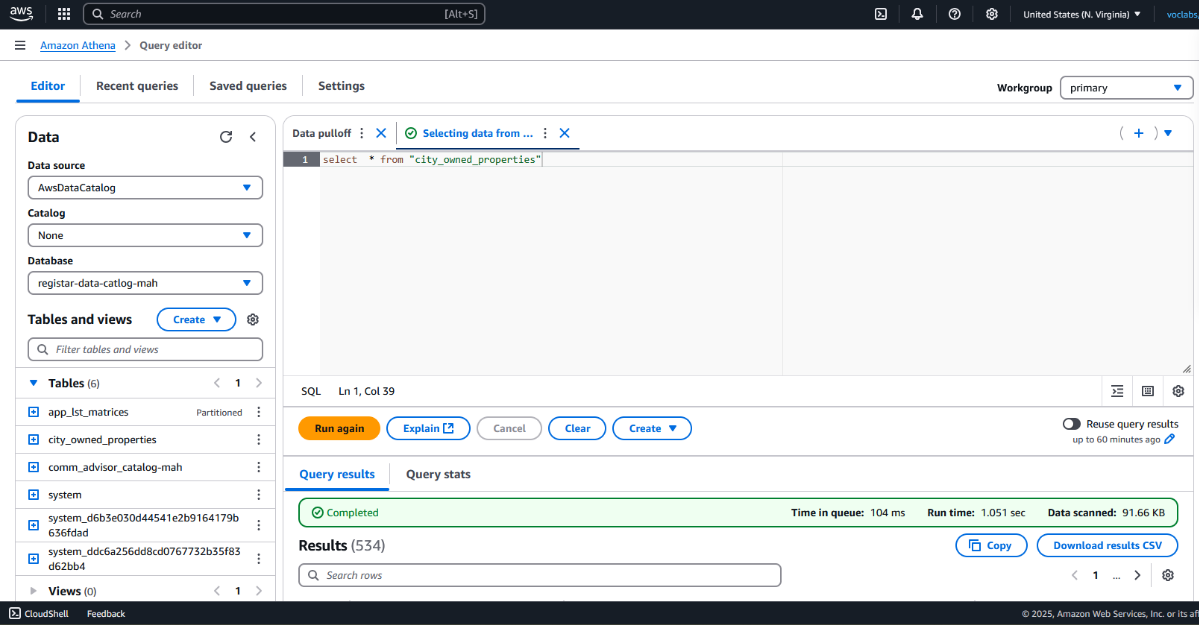 aws Search [Alt+S] United States (N. Virginia) voclabs
Amazon Athena > Query editor
Editor Recent queries Saved queries Settings
Workgroup primary
Data
Data source
AwsDataCatalog
Catalog
None
Database
registar-data-catlog-mah
Tables and views Create
Filter tables and views
Tables (6) < 1 >
app_lst_matrices Partitioned
city_owned_properties
comm_advisor_catalog-mah
system
system_d6b3e030d44541e2b9164179b
636fdad
system_ddc6a256dd8cd0767732b35f83
d62bb4
Views (0) < 1 >
Data pulloff Selecting data from ...
1 select * from "city_owned_properties"
SQL Ln 1, Col 39
Run again Explain Cancel Clear Create
Reuse query results
up to 60 minutes ago
Query results Query stats
Completed Time in queue: 104 ms Run time: 1.051 sec Data scanned: 91.66 KB
Results (534) Copy Download results CSV
Search rows < 1 ... >
CloudShell Feedback © 2025, Amazon Web Services, Inc. or its aff